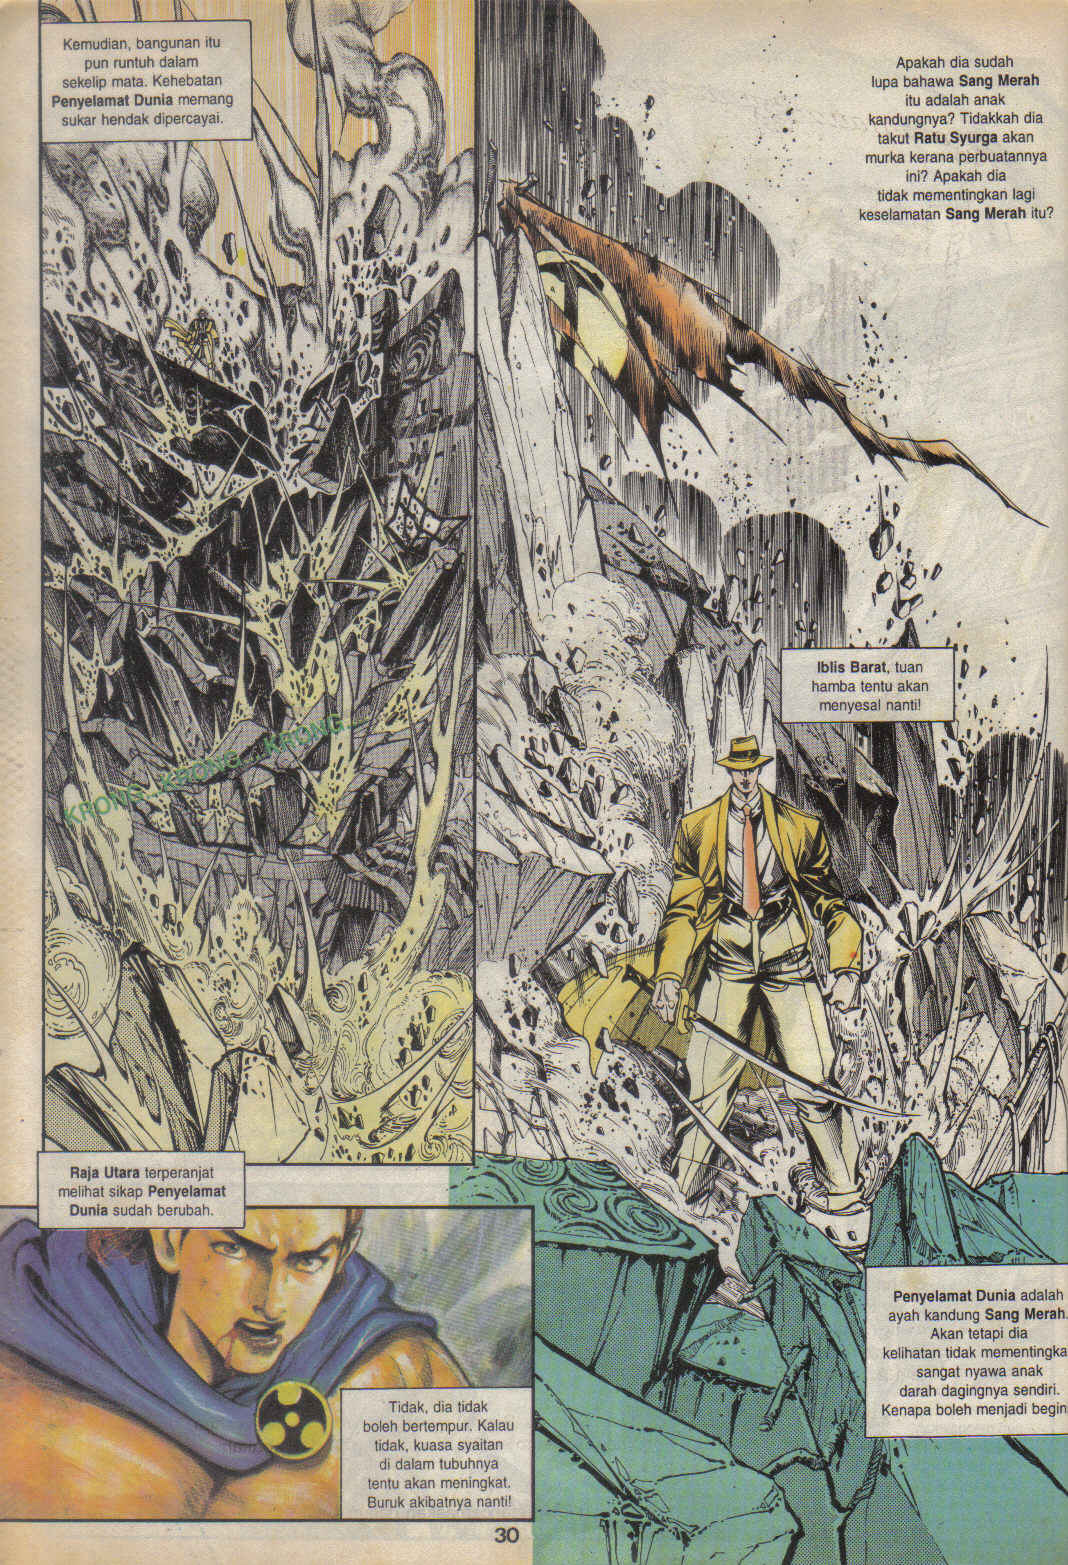 Kemudian, bangunan itu
pun runtuh dalam
sekelip mata. Kehebatan
Penyelamat Dunia memang
sukar hendak dipercayai.
KRONG...KRONG...KRONG...
Raja Utara terperanjat
melihat sikap Penyelamat
Dunia sudah berubah.
Tidak, dia tidak
boleh bertempur. Kalau
tidak, kuasa syaitan
di dalam tubuhnya
tentu akan meningkat.
Buruk akibatnya nanti!
Apakah dia sudah
lupa bahawa Sang Merah
itu adalah anak
kandungnya? Tidakkah dia
takut Ratu Syurga akan
murka kerana perbuatannya
ini? Apakah dia
tidak mementingkan lagi
keselamatan Sang Merah itu?
Iblis Barat, tuan
hamba tentu akan
menyesal nanti!
Penyelamat Dunia adalah
ayah kandung Sang Merah.
Akan tetapi dia
kelihatan tidak mementingka
sangat nyawa anak
darah dagingnya sendiri.
Kenapa boleh menjadi begin
30